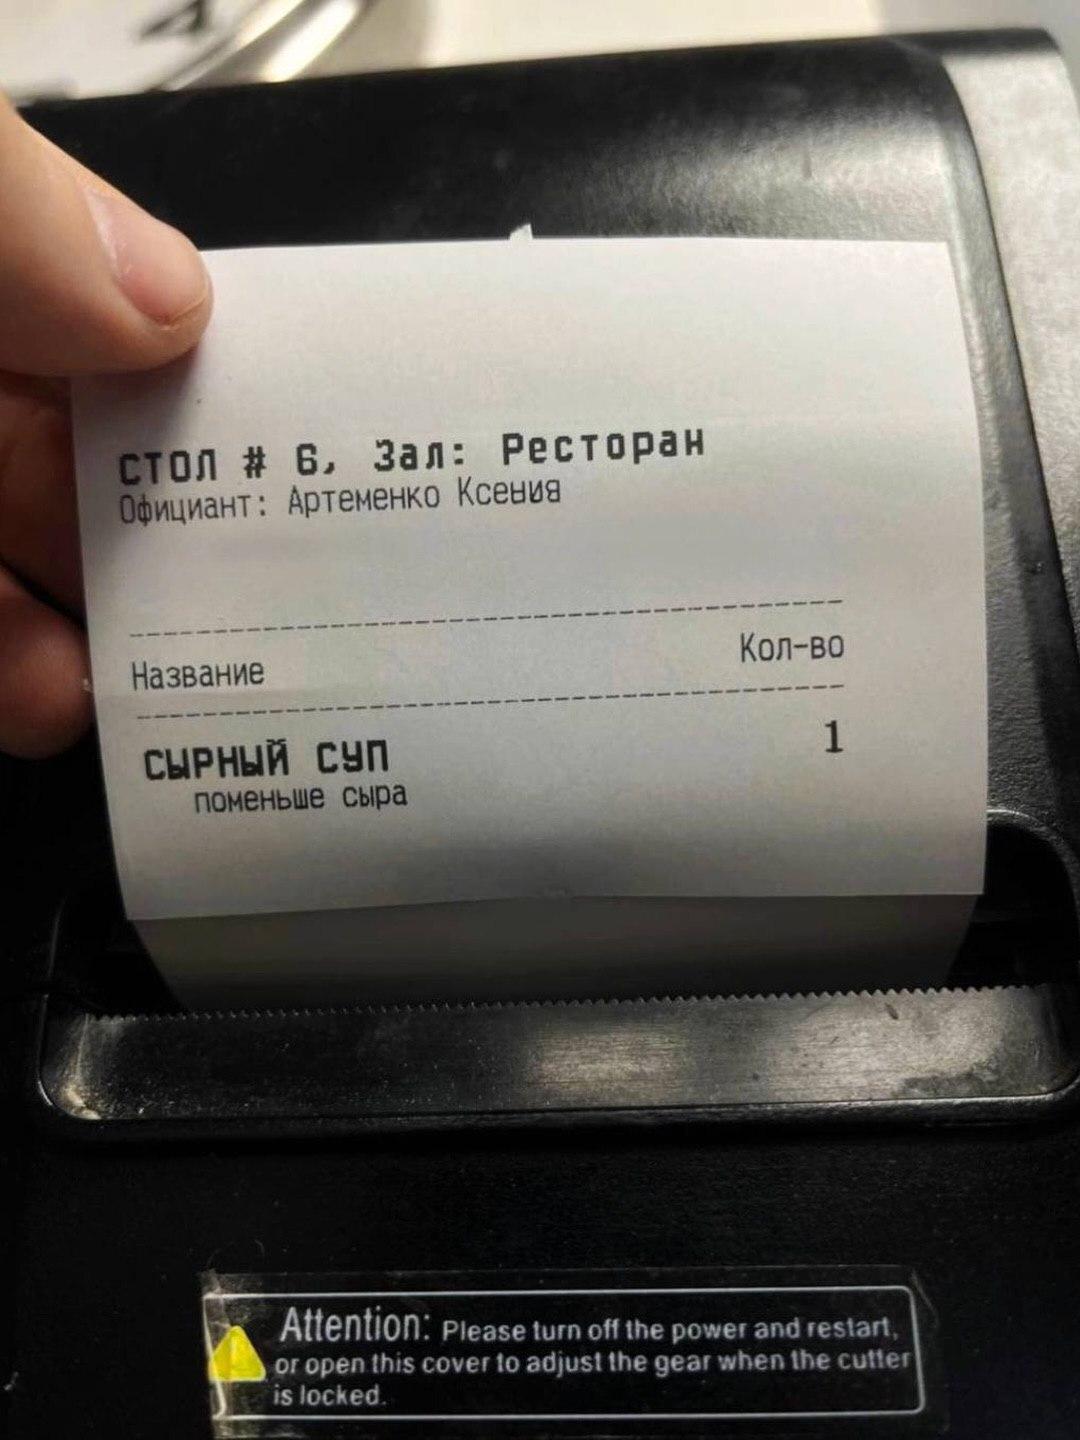 СТОЛ # 6, Зал: Ресторан
Официант: Артеменко Ксения
Название Кол-во
СЫРНЫЙ СУП 1
поменьше сыра
Attention: Please turn off the power and restart,
or open this cover to adjust the gear when the cutter
is locked.